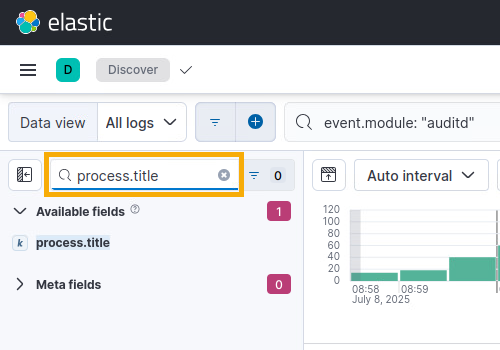 elastic
D Discover
Data view All logs event.module: "auditd"
process.title 0 Auto interval
Available fields ? 1
k process.title
Meta fields 0
120
100
80
60
40
20
0
08:58 08:59
July 8, 2025